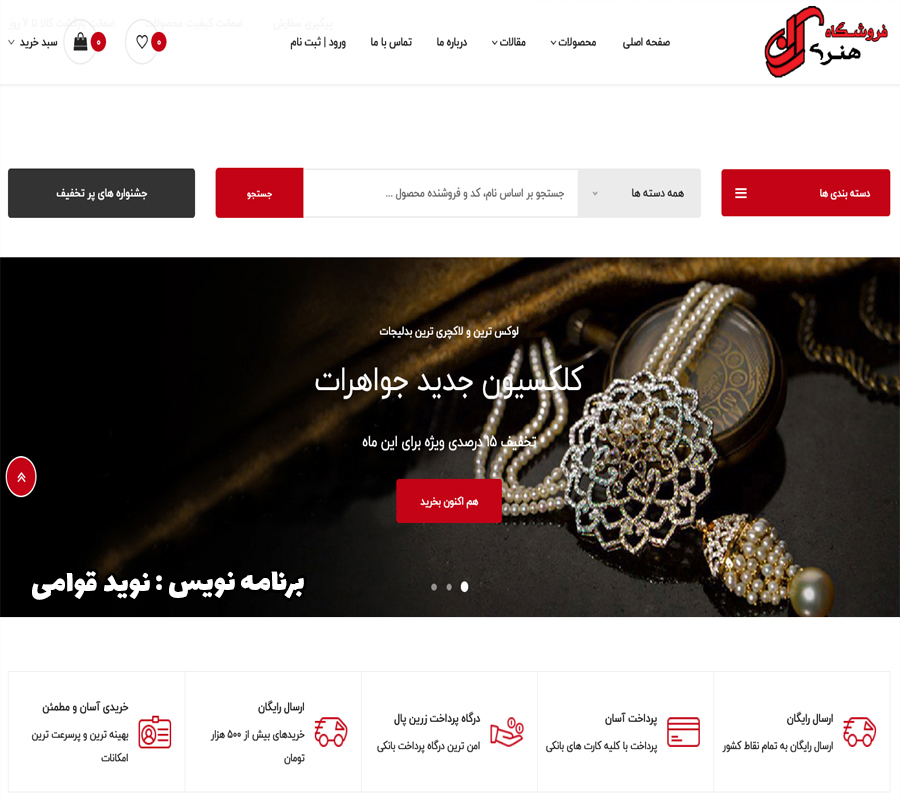 پیگیری سفارش
ضمانت کیفیت محصولات
ضمانت بازگشت کالا تا ۷ روز
فروشگاه
هنری
صفحه اصلی
محصولات
مقالات
درباره ما
تماس با ما
ورود | ثبت نام
۰
۰
سبد خرید
دسته بندی ها
همه دسته ها
جستجو بر اساس نام، کد و فروشنده محصول ...
جستجو
جشنواره های پر تخفیف
لوکس ترین و لاکچری ترین بدلیجات
کلکسیون جدید جواهرات
تخفیف ۱۵ درصدی ویژه برای این ماه
هم اکنون بخرید
برنامه نویس : نوید قوامی
ارسال رایگان
ارسال رایگان به تمام نقاط کشور
پرداخت آسان
پرداخت با کلیه کارت های بانکی
درگاه پرداخت زرین پال
امن ترین درگاه پرداخت بانکی
ارسال رایگان
خریدهای بیش از ۵۰۰ هزار
تومان
خریدی آسان و مطمئن
بهینه ترین و پرسرعت ترین
امکانات